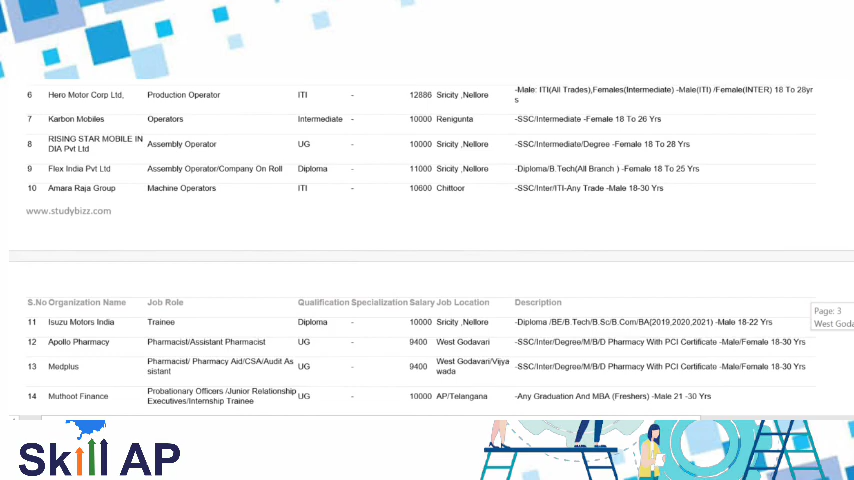 6 Hero Motor Corp Ltd, Production Operator ITI - 12886 Sricity ,Nellore -Male: ITI(All Trades),Females(Intermediate) -Male(ITI) /Female(INTER) 18 To 28yr
s
7 Karbon Mobiles Operators Intermediate - 10000 Renigunta -SSC/Intermediate -Female 18 To 26 Yrs
8 RISING STAR MOBILE IN
DIA Pvt Ltd Assembly Operator UG - 10000 Sricity ,Nellore -SSC/Intermediate/Degree -Female 18 To 28 Yrs
9 Flex India Pvt Ltd Assembly Operator/Company On Roll Diploma - 11000 Sricity ,Nellore -Diploma/B.Tech(All Branch ) -Female 18 To 25 Yrs
10 Amara Raja Group Machine Operators ITI - 10600 Chittoor -SSC/Inter/ITI-Any Trade -Male 18-30 Yrs
www.studybizz.com
S.No Organization Name Job Role Qualification Specialization Salary Job Location Description
Page: 3
West Goda
11 Isuzu Motors India Trainee Diploma - 10000 Sricity ,Nellore -Diploma /BE/B.Tech/B.Sc/B.Com/BA(2019,2020,2021) -Male 18-22 Yrs
12 Apollo Pharmacy Pharmacist/Assistant Pharmacist UG - 9400 West Godavari -SSC/Inter/Degree/M/B/D Pharmacy With PCI Certificate -Male/Female 18-30 Yrs
13 Medplus Pharmacist/ Pharmacy Aid/CSA/Audit As
sistant UG - 9400 West Godavari/Vijya
wada -SSC/Inter/Degree/M/B/D Pharmacy With PCI Certificate -Male/Female 18-30 Yrs
14 Muthoot Finance Probationary Officers /Junior Relationship
Executives/Internship Trainee UG - 10000 AP/Telangana -Any Graduation And MBA (Freshers) -Male 21 -30 Yrs
Skill AP